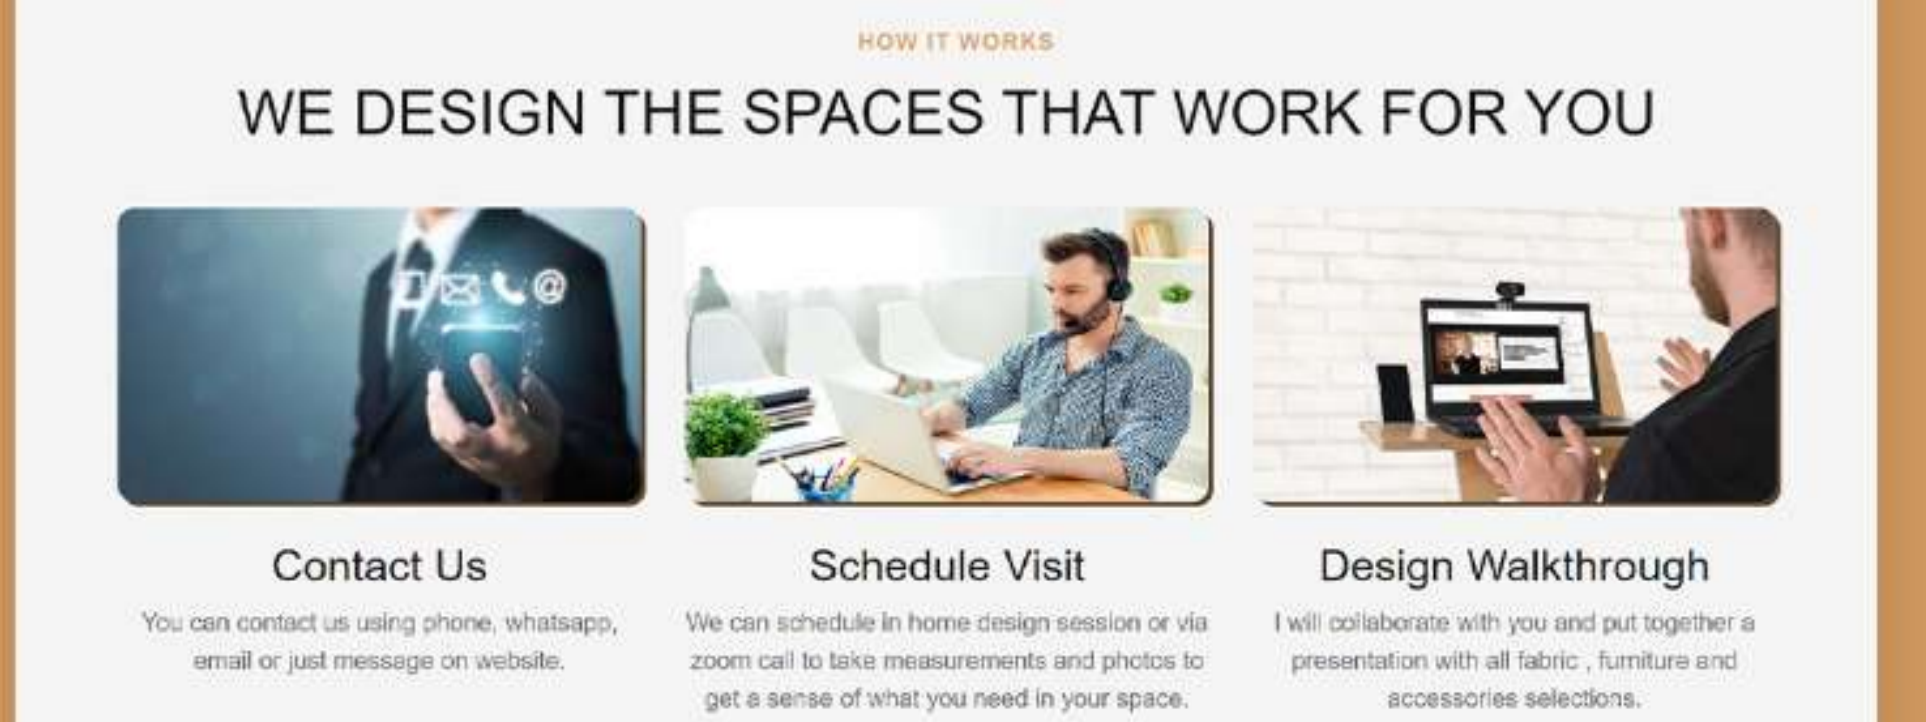 HOW IT WORKS
WE DESIGN THE SPACES THAT WORK FOR YOU
@
Contact Us
You can contact us using phone, whatsapp,
email or just message on website.
Schedule Visit
We can schedule in home design session or via
zoom call to take measurements and photos to
get a sense of what you need in your space.
Design Walkthrough
I will collaborate with you and put together a
presentation with all fabric , furniture and
accessories selections.